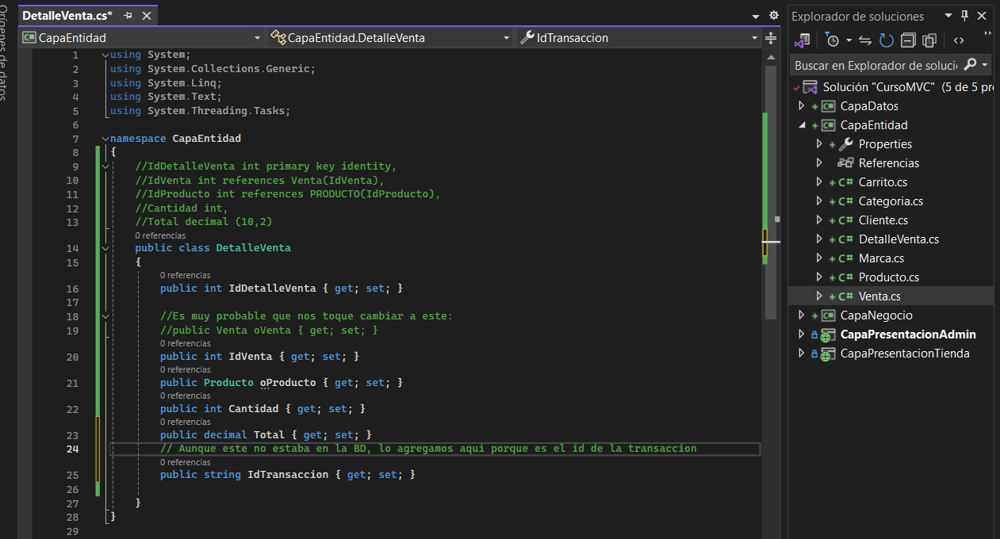 Orígenes de datos
DetalleVenta.cs*
CapaEntidad
CapaEntidad.DetalleVenta
IdTransaccion
1 using System;
2 using System.Collections.Generic;
3 using System.Linq;
4 using System.Text;
5 using System.Threading.Tasks;
6
7 namespace CapaEntidad
8 {
9 //IdDetalleVenta int primary key identity,
10 //IdVenta int references Venta(IdVenta),
11 //IdProducto int references PRODUCTO(IdProducto),
12 //Cantidad int,
13 //Total decimal (10,2)
0 referencias
14 public class DetalleVenta
15 {
0 referencias
16 public int IdDetalleVenta { get; set; }
17
18 //Es muy probable que nos toque cambiar a este:
19 //public Venta oVenta { get; set; }
0 referencias
20 public int IdVenta { get; set; }
0 referencias
21 public Producto oProducto { get; set; }
0 referencias
22 public int Cantidad { get; set; }
0 referencias
23 public decimal Total { get; set; }
24 // Aunque este no estaba en la BD, lo agregamos aqui porque es el id de la transaccion
0 referencias
25 public string IdTransaccion { get; set; }
26
27 }
28 }
29
Explorador de soluciones
Buscar en Explorador de solucio
Solución "CursoMVC" (5 de 5 pr
C# CapaDatos
C# CapaEntidad
Properties
Referencias
C# Carrito.cs
C# Categoria.cs
C# Cliente.cs
C# DetalleVenta.cs
C# Marca.cs
C# Producto.cs
C# Venta.cs
C# CapaNegocio
CapaPresentacionAdmin
CapaPresentacionTienda